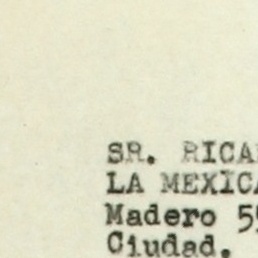 SR. RICA
LA MEXICA
Madero 5
Ciudad.